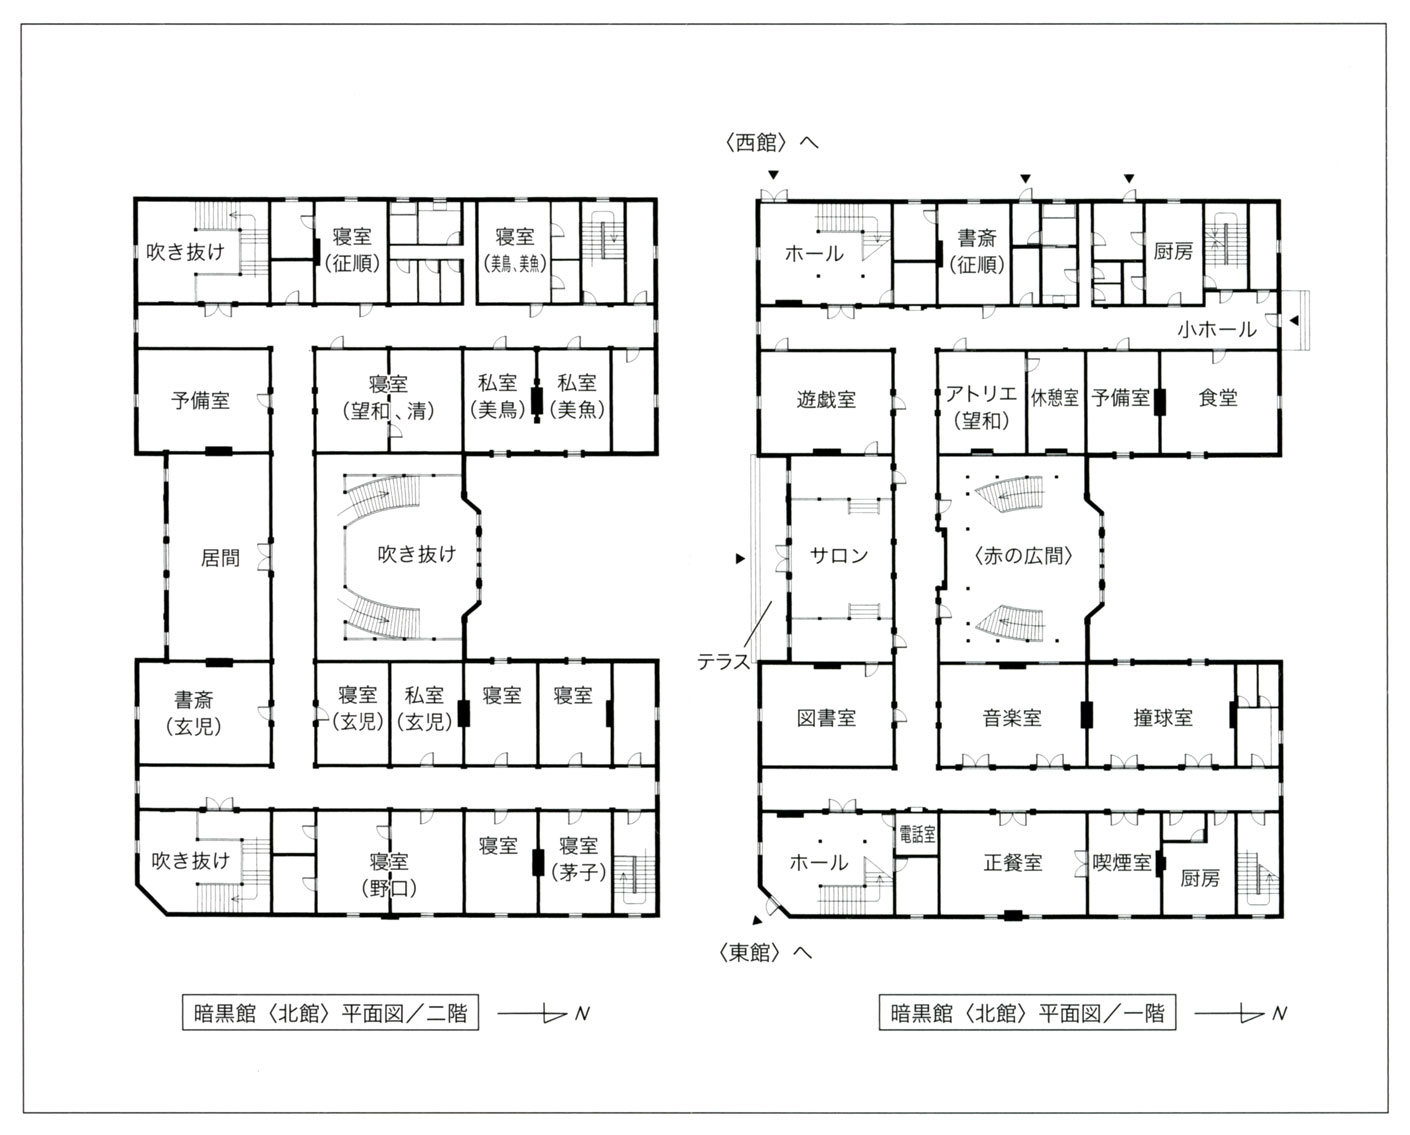 吹き抜け
寝室
(征順)
寝室
(美鳥、美魚)
予備室
寝室
(望和、清)
私室
(美鳥)
私室
(美魚)
居間
吹き抜け
書斎
(玄児)
寝室
(玄児)
私室
(玄児)
寝室
寝室
吹き抜け
寝室
(野口)
寝室
寝室
(茅子)
暗黒館〈北館〉平面図／二階
N
〈西館〉へ
ホール
書斎
(征順)
厨房
小ホール
遊戯室
アトリエ
(望和)
休憩室
予備室
食堂
サロン
〈赤の広間〉
テラス
図書室
音楽室
撞球室
ホール
電話室
正餐室
喫煙室
厨房
〈東館〉へ
暗黒館〈北館〉平面図／一階
N